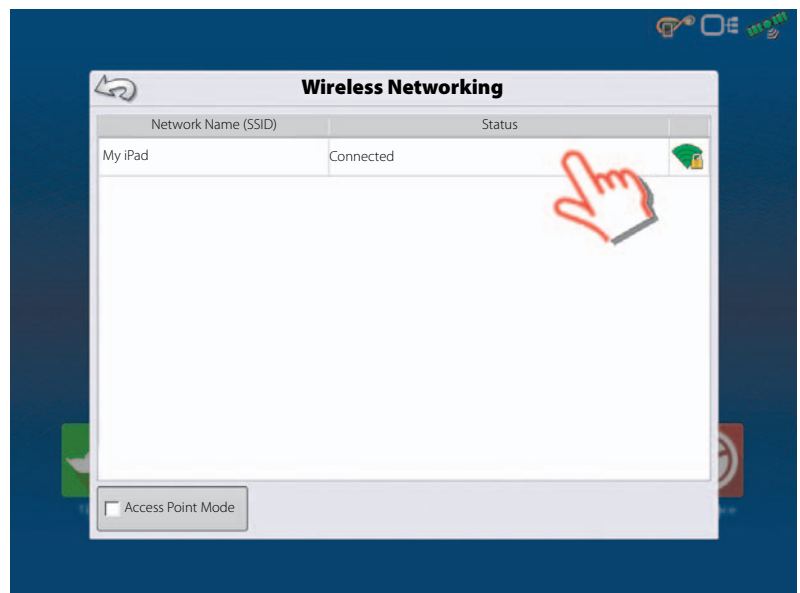 Wireless Networking
Network Name (SSID) Status
My iPad Connected
Access Point Mode